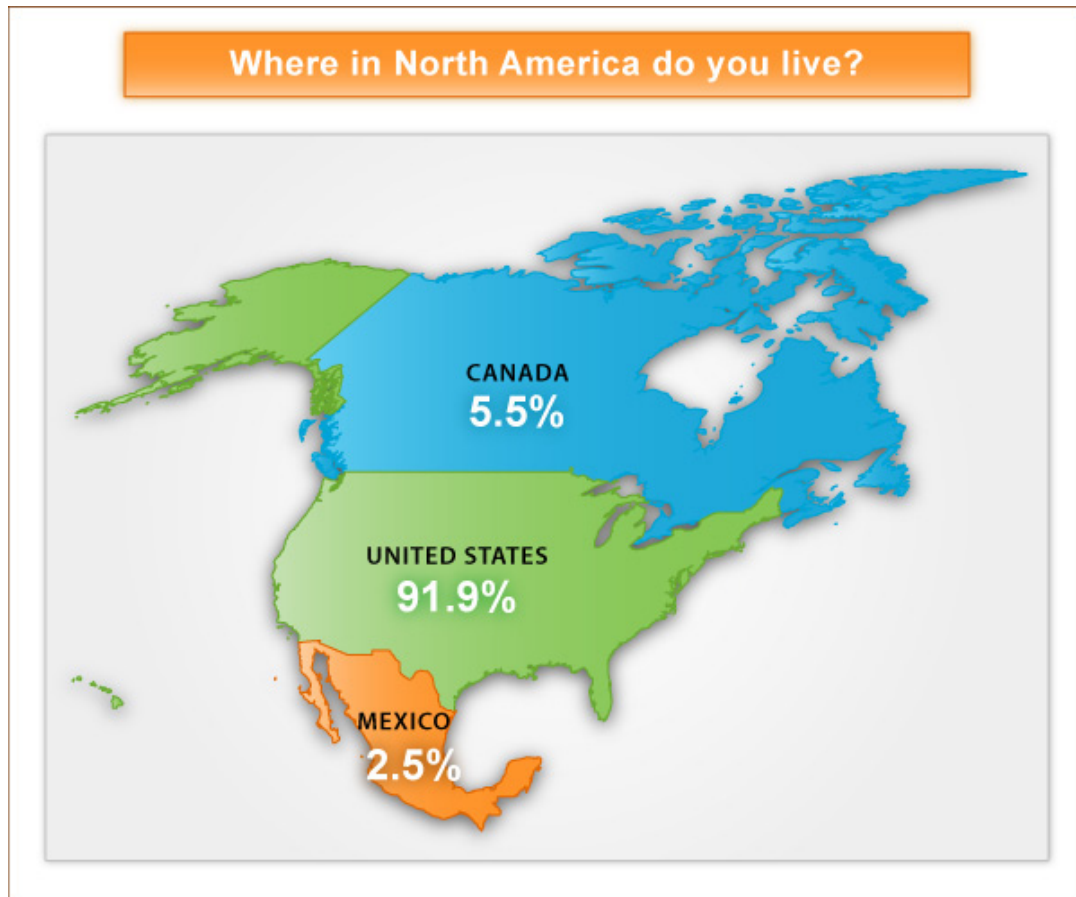 Where in North America do you live?
CANADA
5.5%
UNITED STATES
91.9%
MEXICO
2.5%